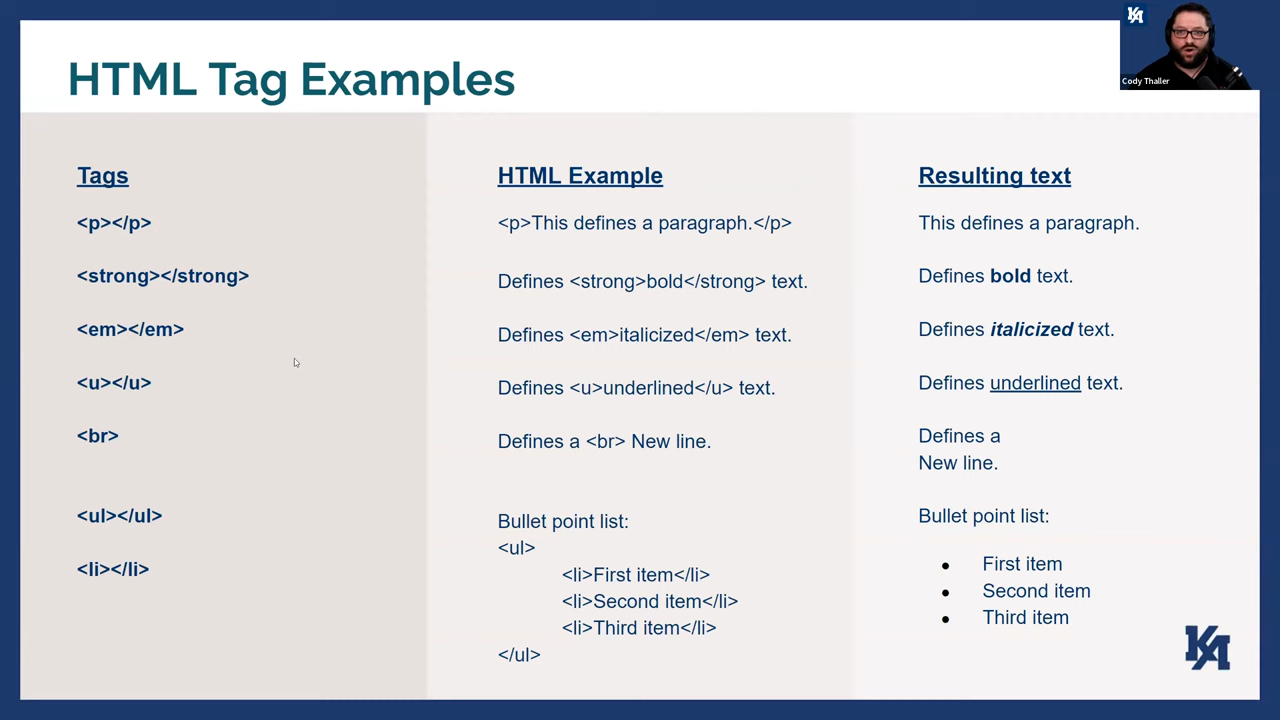 KA
Cody Thaller
HTML Tag Examples
Tags
<p></p>
<strong></strong>
<em></em>
<u></u>
<br>
<ul></ul>
<li></li>
HTML Example
<p>This defines a paragraph.</p>
Defines <strong>bold</strong> text.
Defines <em>italicized</em> text.
Defines <u>underlined</u> text.
Defines a <br> New line.
Bullet point list:
<ul>
<li>First item</li>
<li>Second item</li>
<li>Third item</li>
</ul>
Resulting text
This defines a paragraph.
Defines bold text.
Defines italicized text.
Defines underlined text.
Defines a
New line.
Bullet point list:
● First item
● Second item
● Third item
KA